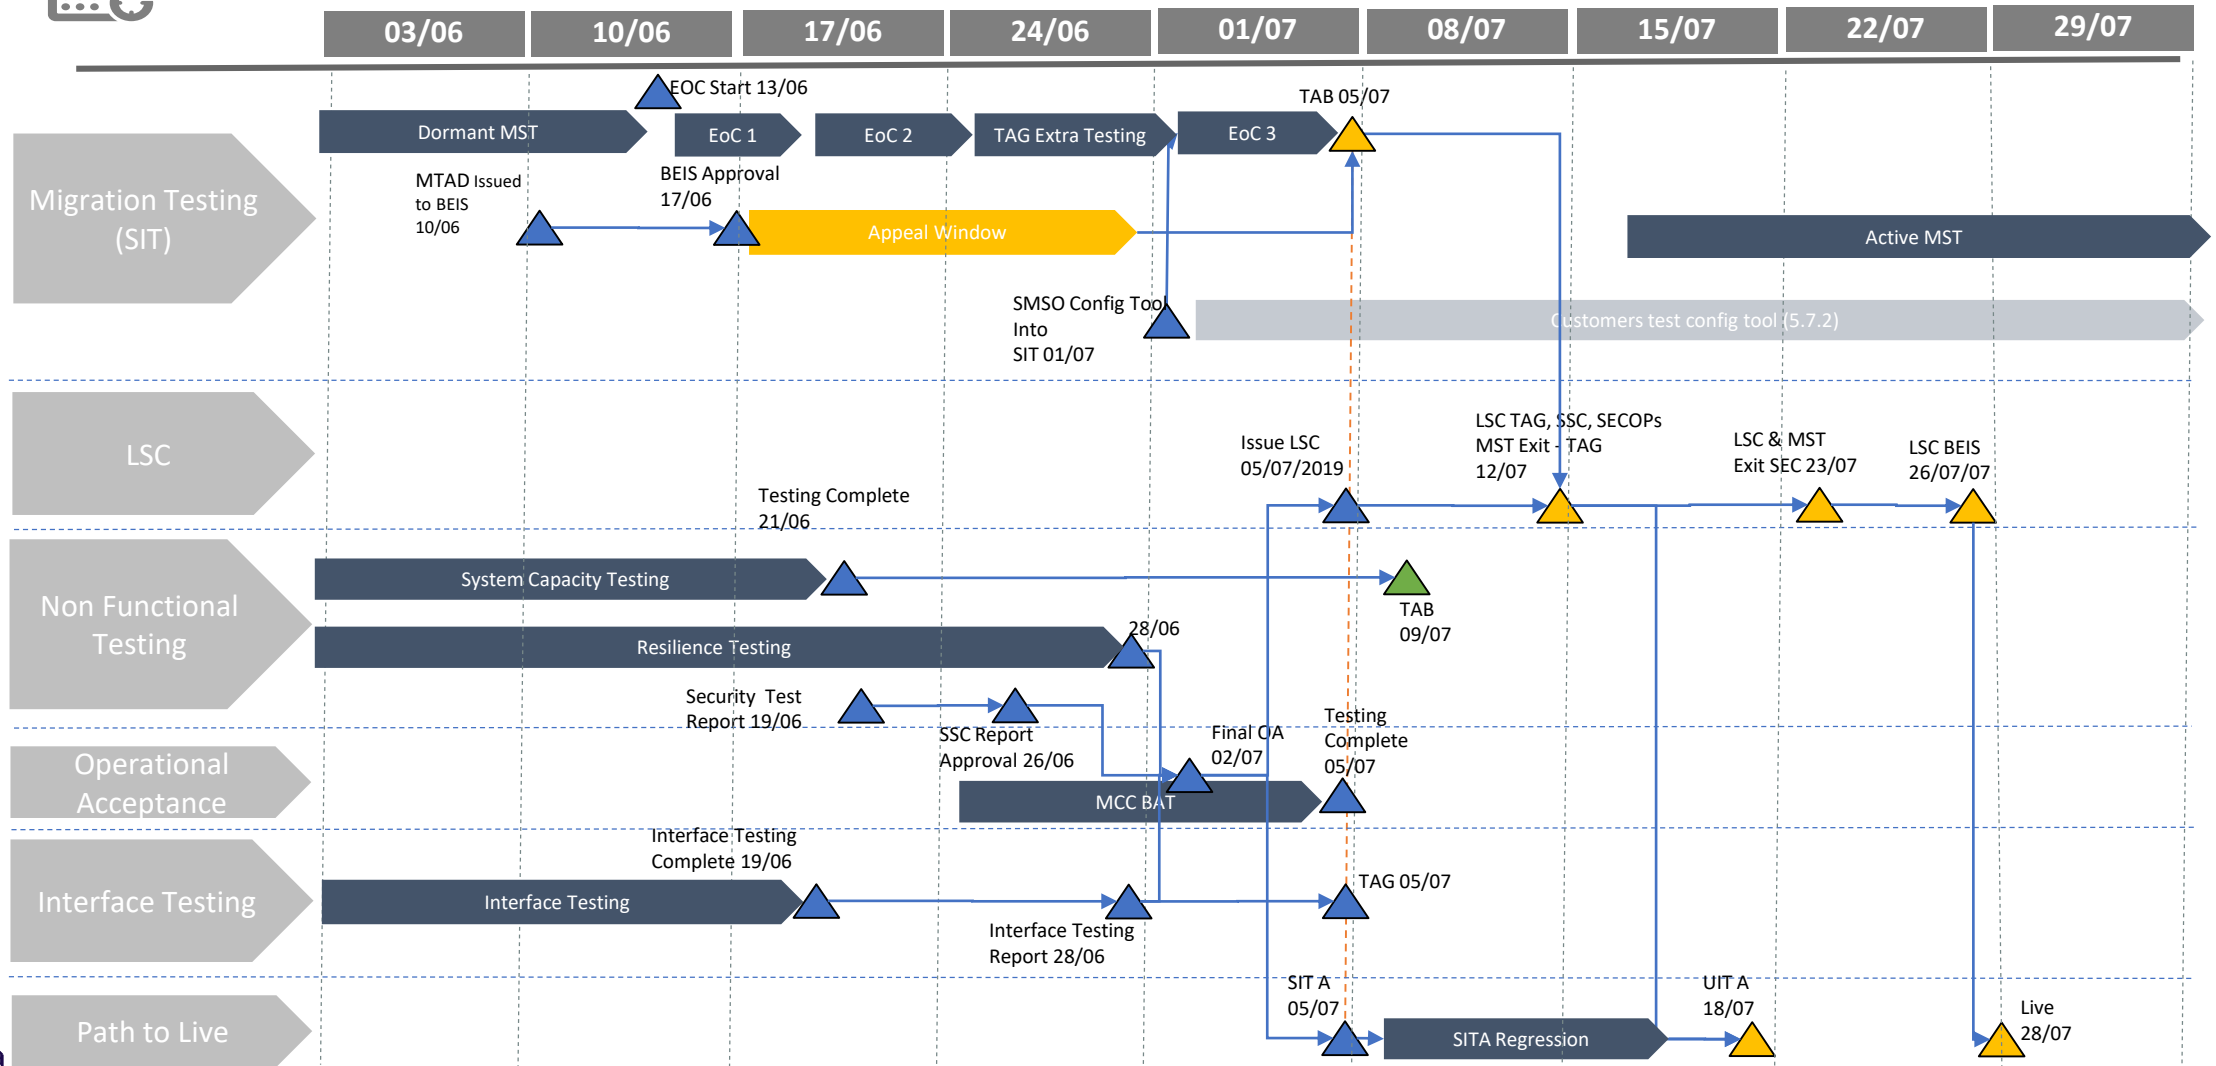 03/06
10/06
17/06
24/06
01/07
08/07
15/07
22/07
29/07
EOC Start 13/06
TAB 05/07
Dormant MST
EoC 1
EoC 2
TAG Extra Testing
EoC 3
Migration Testing
(SIT)
MTAD Issued
to BEIS
10/06
BEIS Approval
17/06
Appeal Window
Active MST
SMSO Config Tool
Into
SIT 01/07
Customers test config tool (5.7.2)
LSC
Issue LSC
05/07/2019
LSC TAG, SSC, SECOPs
MST Exit - TAG
12/07
LSC & MST
Exit SEC 23/07
LSC BEIS
26/07/07
Testing Complete
21/06
Non Functional
Testing
System Capacity Testing
TAB
09/07
28/06
Resilience Testing
Security Test
Report 19/06
SSC Report
Approval 26/06
Operational
Acceptance
Final OA
02/07
Testing
Complete
05/07
MCC BAT
Interface Testing
Complete 19/06
Interface Testing
Interface Testing
TAG 05/07
Interface Testing
Report 28/06
Path to Live
SIT A
05/07
SITA Regression
UIT A
18/07
Live
28/07